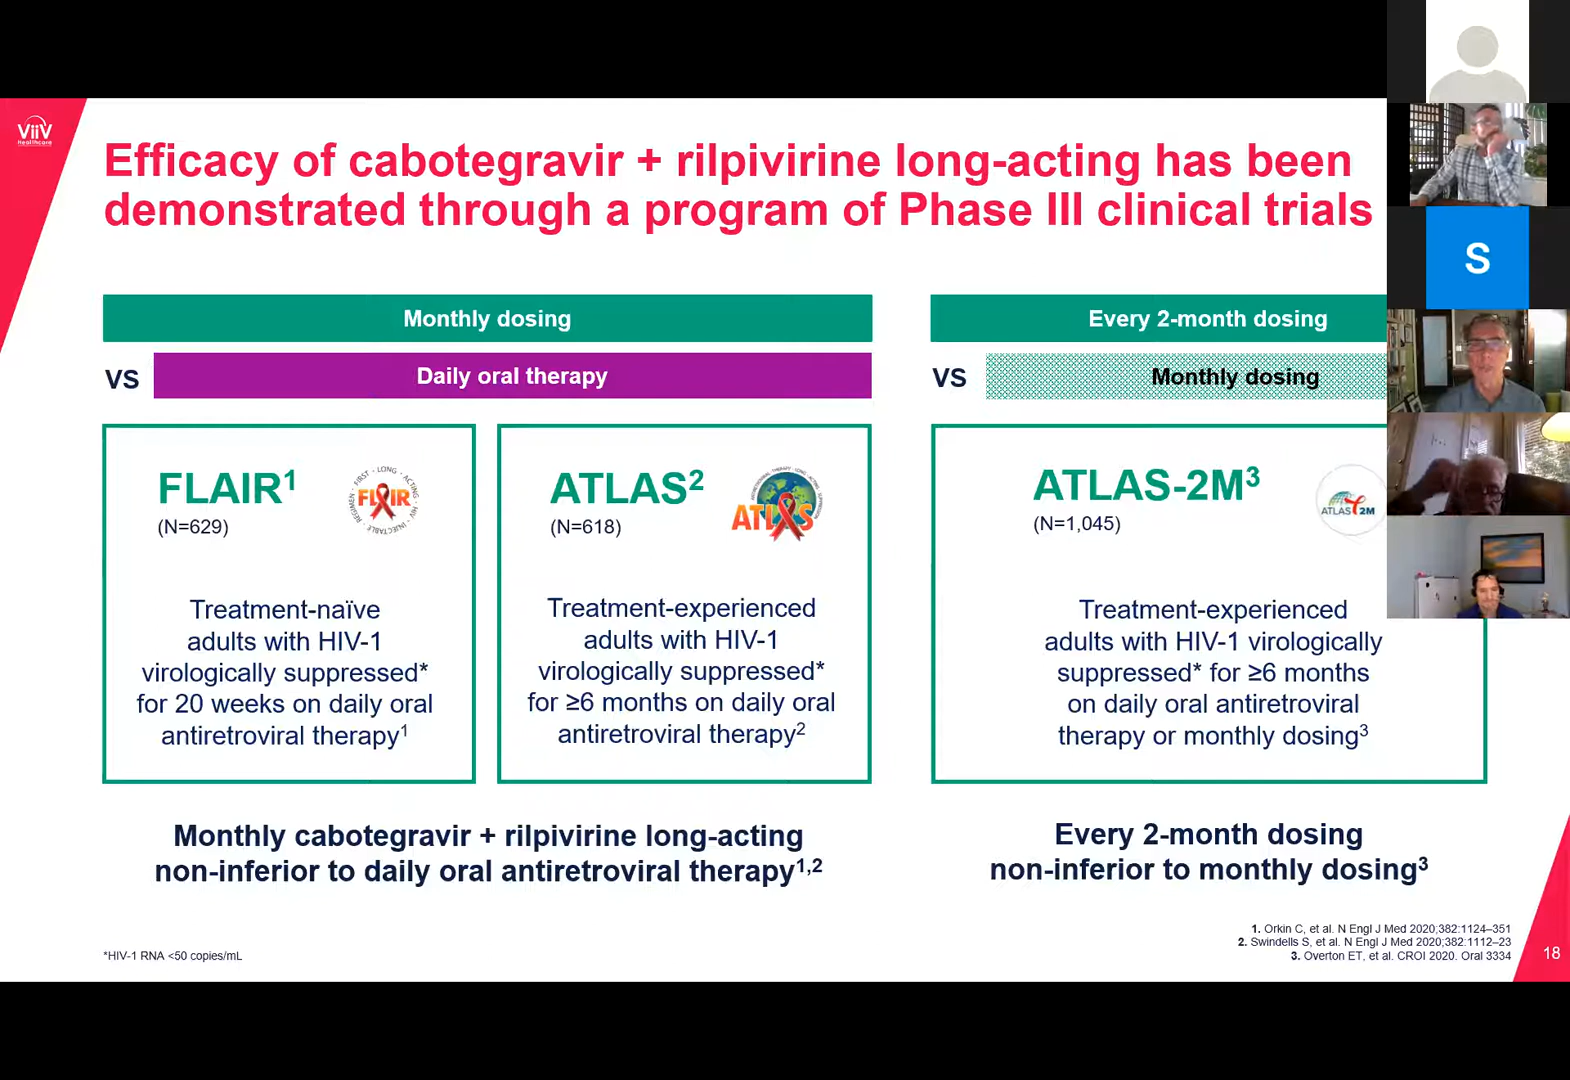 ViiV
Healthcare
Efficacy of cabotegravir + rilpivirine long-acting has been
demonstrated through a program of Phase III clinical trials
Monthly dosing
VS
Daily oral therapy
Every 2-month dosing
VS
Monthly dosing
FLAIR¹
(N=629)
FIRST · LONG · ACTING · HIV · INJECTABLE · REGIMEN
FLAIR
Treatment-naïve
adults with HIV-1
virologically suppressed*
for 20 weeks on daily oral
antiretroviral therapy¹
ATLAS²
(N=618)
ATLAS
Treatment-experienced
adults with HIV-1
virologically suppressed*
for ≥6 months on daily oral
antiretroviral therapy²
ATLAS-2M³
(N=1,045)
ATLAS 2M
Treatment-experienced
adults with HIV-1 virologically
suppressed* for ≥6 months
on daily oral antiretroviral
therapy or monthly dosing³
Monthly cabotegravir + rilpivirine long-acting
non-inferior to daily oral antiretroviral therapy¹,²
Every 2-month dosing
non-inferior to monthly dosing³
*HIV-1 RNA <50 copies/mL
1. Orkin C, et al. N Engl J Med 2020;382:1124–351
2. Swindells S, et al. N Engl J Med 2020;382:1112–23
3. Overton ET, et al. CROI 2020. Oral 3334
18
S